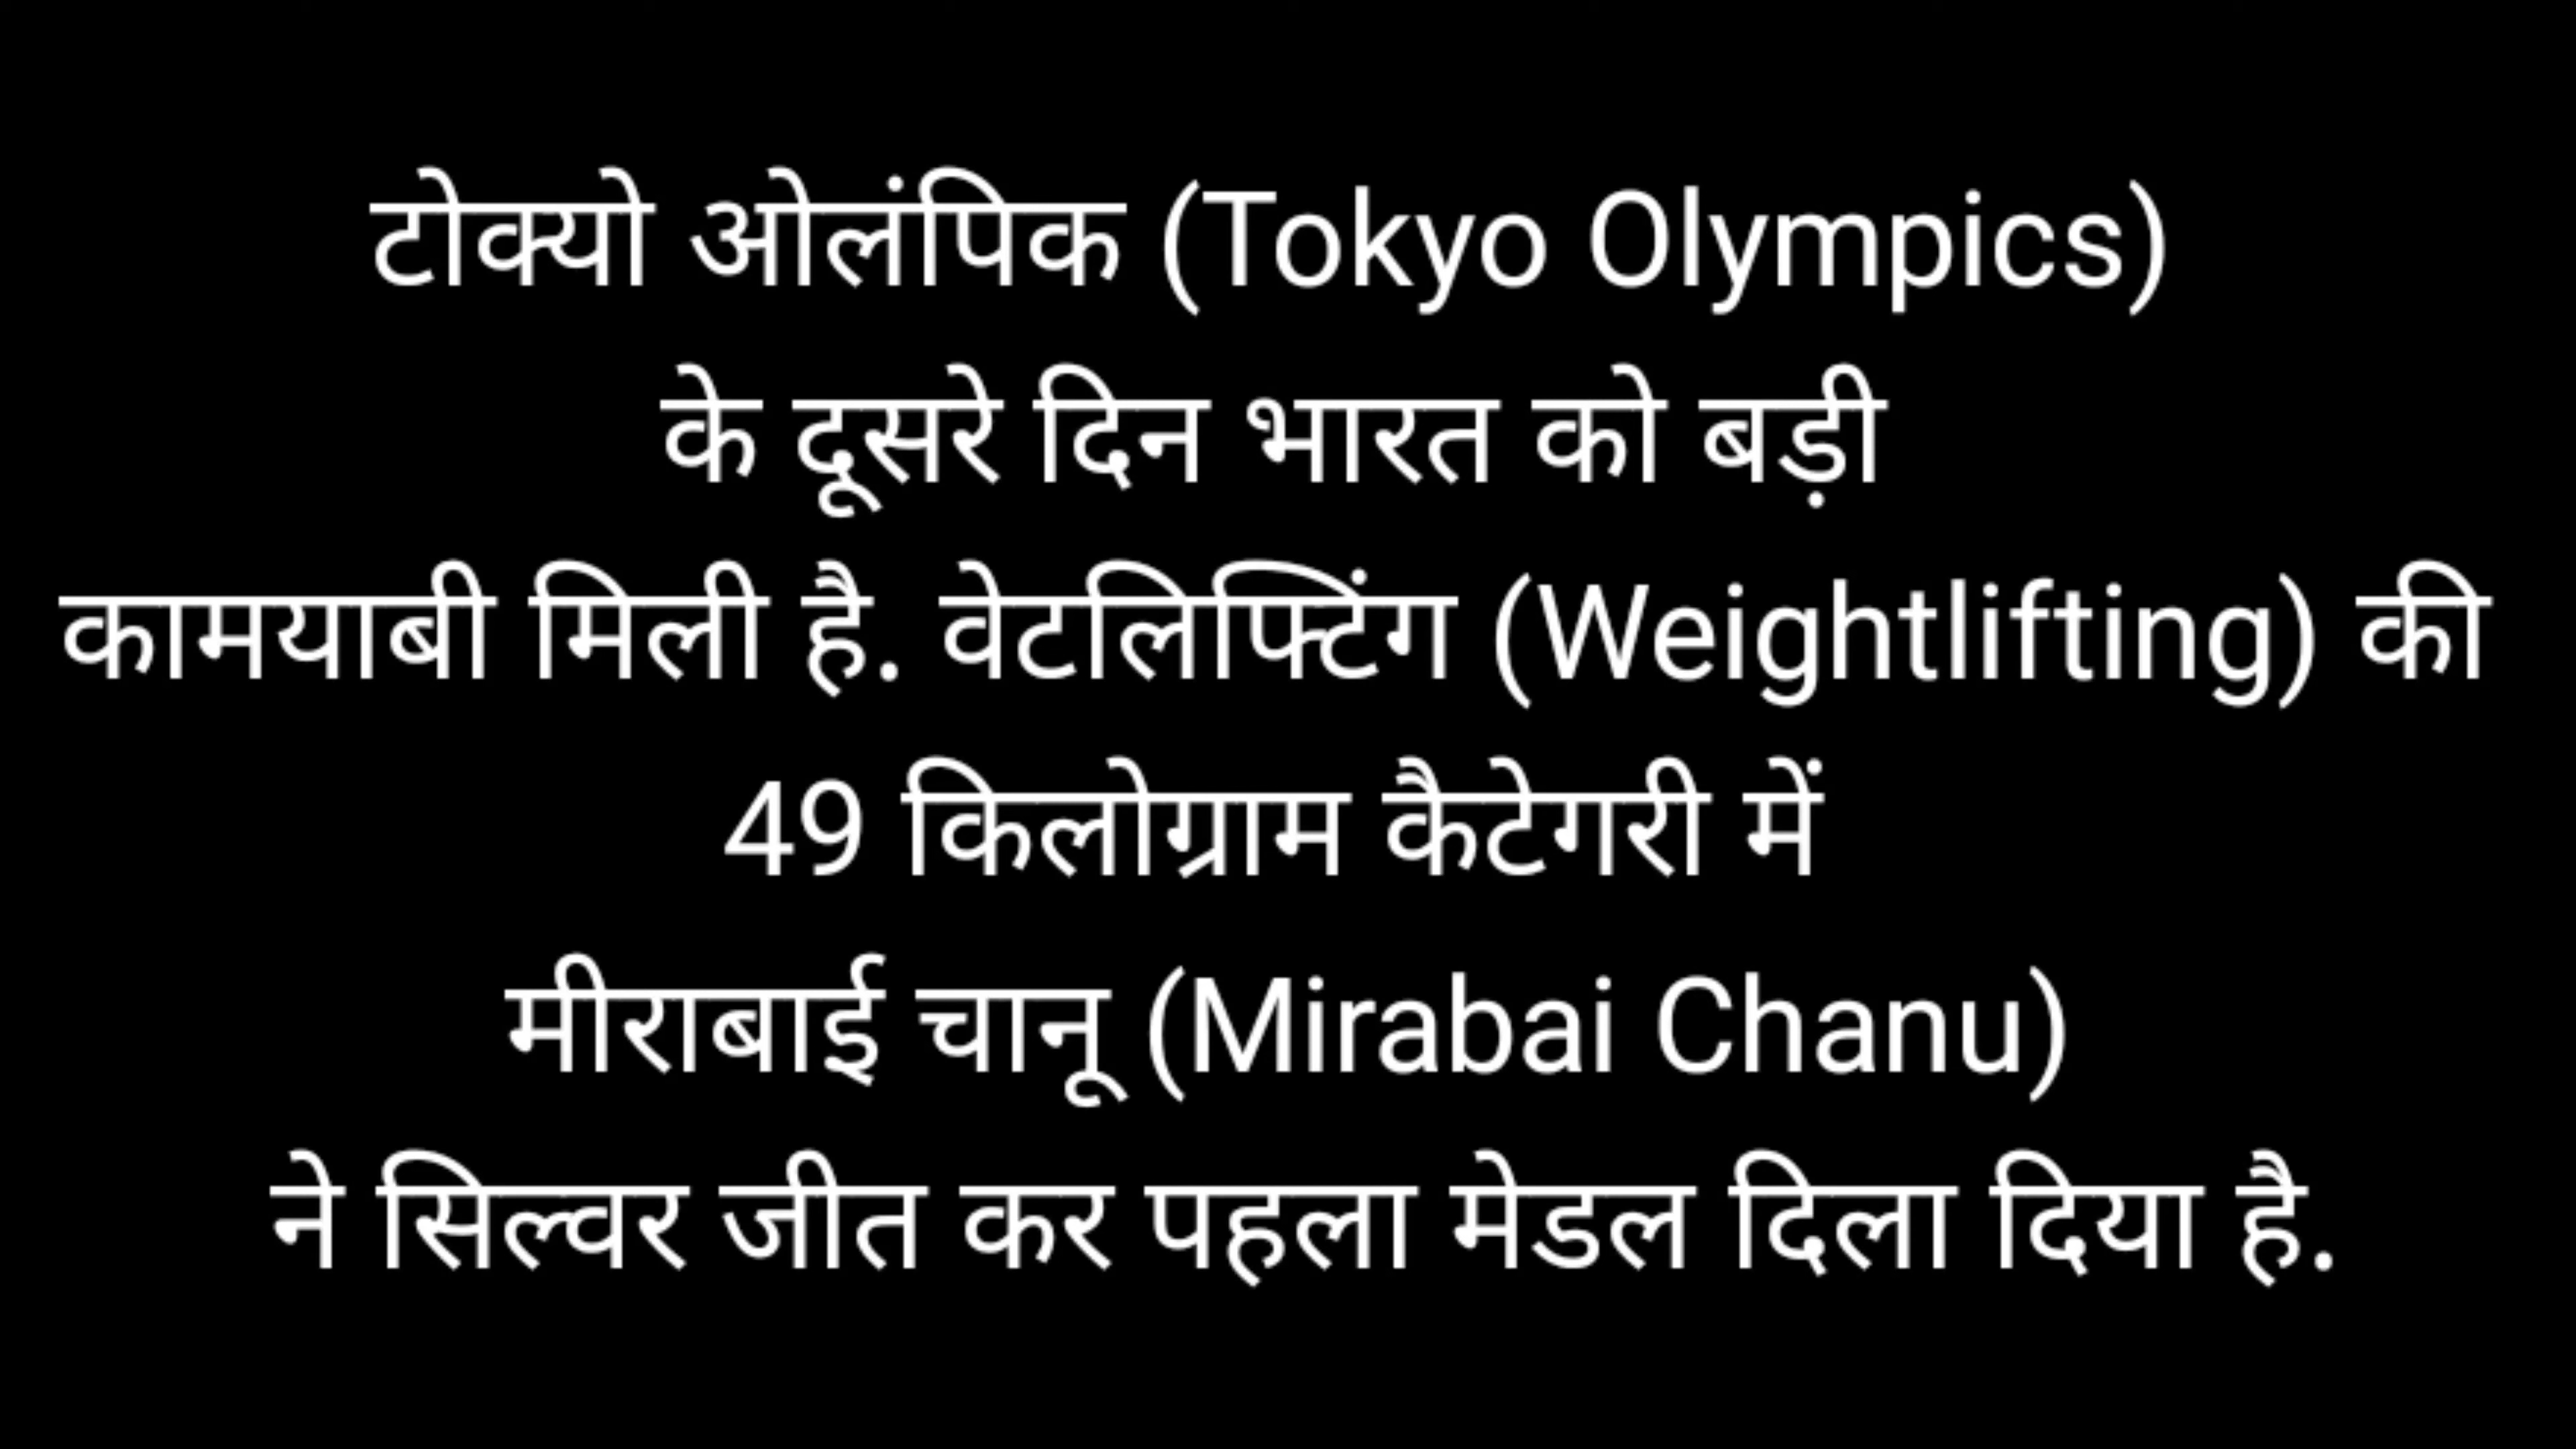 टोक्यो ओलंपिक (Tokyo Olympics)
के दूसरे दिन भारत को बड़ी
कामयाबी मिली है. वेटलिफ्टिंग (Weightlifting) की
49 किलोग्राम कैटेगरी में
मीराबाई चानू (Mirabai Chanu)
ने सिल्वर जीत कर पहला मेडल दिला दिया है.